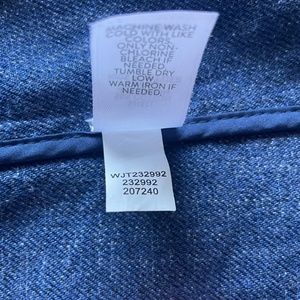 MACHINE WASH
COLD WITH LIKE
COLORS
ONLY NON-
CHLORINE
BLEACH IF
NEEDED
TUMBLE DRY
LOW
WARM IRON IF
NEEDED.
WJT232992
232992
207240